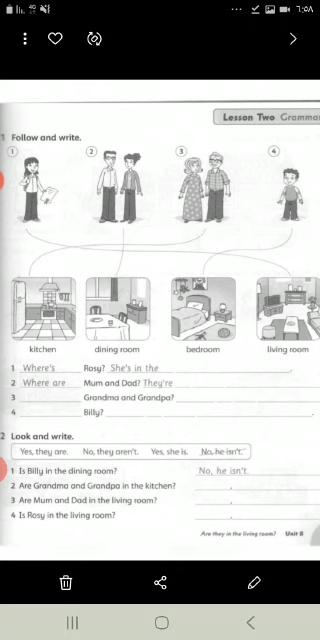 4G
٦:٥٨
Lesson Two Grammar
1 Follow and write.
1 2 3 4
kitchen dining room bedroom living room
1 Where's Rosy? She's in the .
2 Where are Mum and Dad? They're
3 Grandma and Grandpa?
4 Billy? .
2 Look and write.
Yes, they are. No, they aren't. Yes, she is. No, he isn't.
1 Is Billy in the dining room? No, he isn't.
2 Are Grandma and Grandpa in the kitchen? ,
3 Are Mum and Dad in the living room? ,
4 Is Rosy in the living room? ,
Are they in the living room? Unit 8